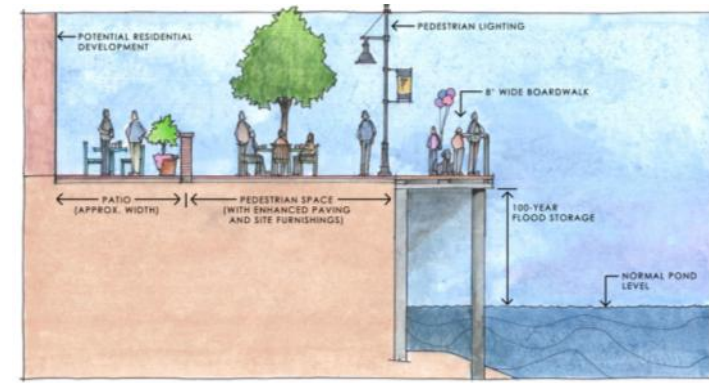 POTENTIAL RESIDENTIAL
DEVELOPMENT
PEDESTRIAN LIGHTING
8' WIDE BOARDWALK
PATIO
(APPROX. WIDTH)
PEDESTRIAN SPACE
(WITH ENHANCED PAVING
AND SITE FURNISHINGS)
100-YEAR
FLOOD STORAGE
NORMAL POND
LEVEL